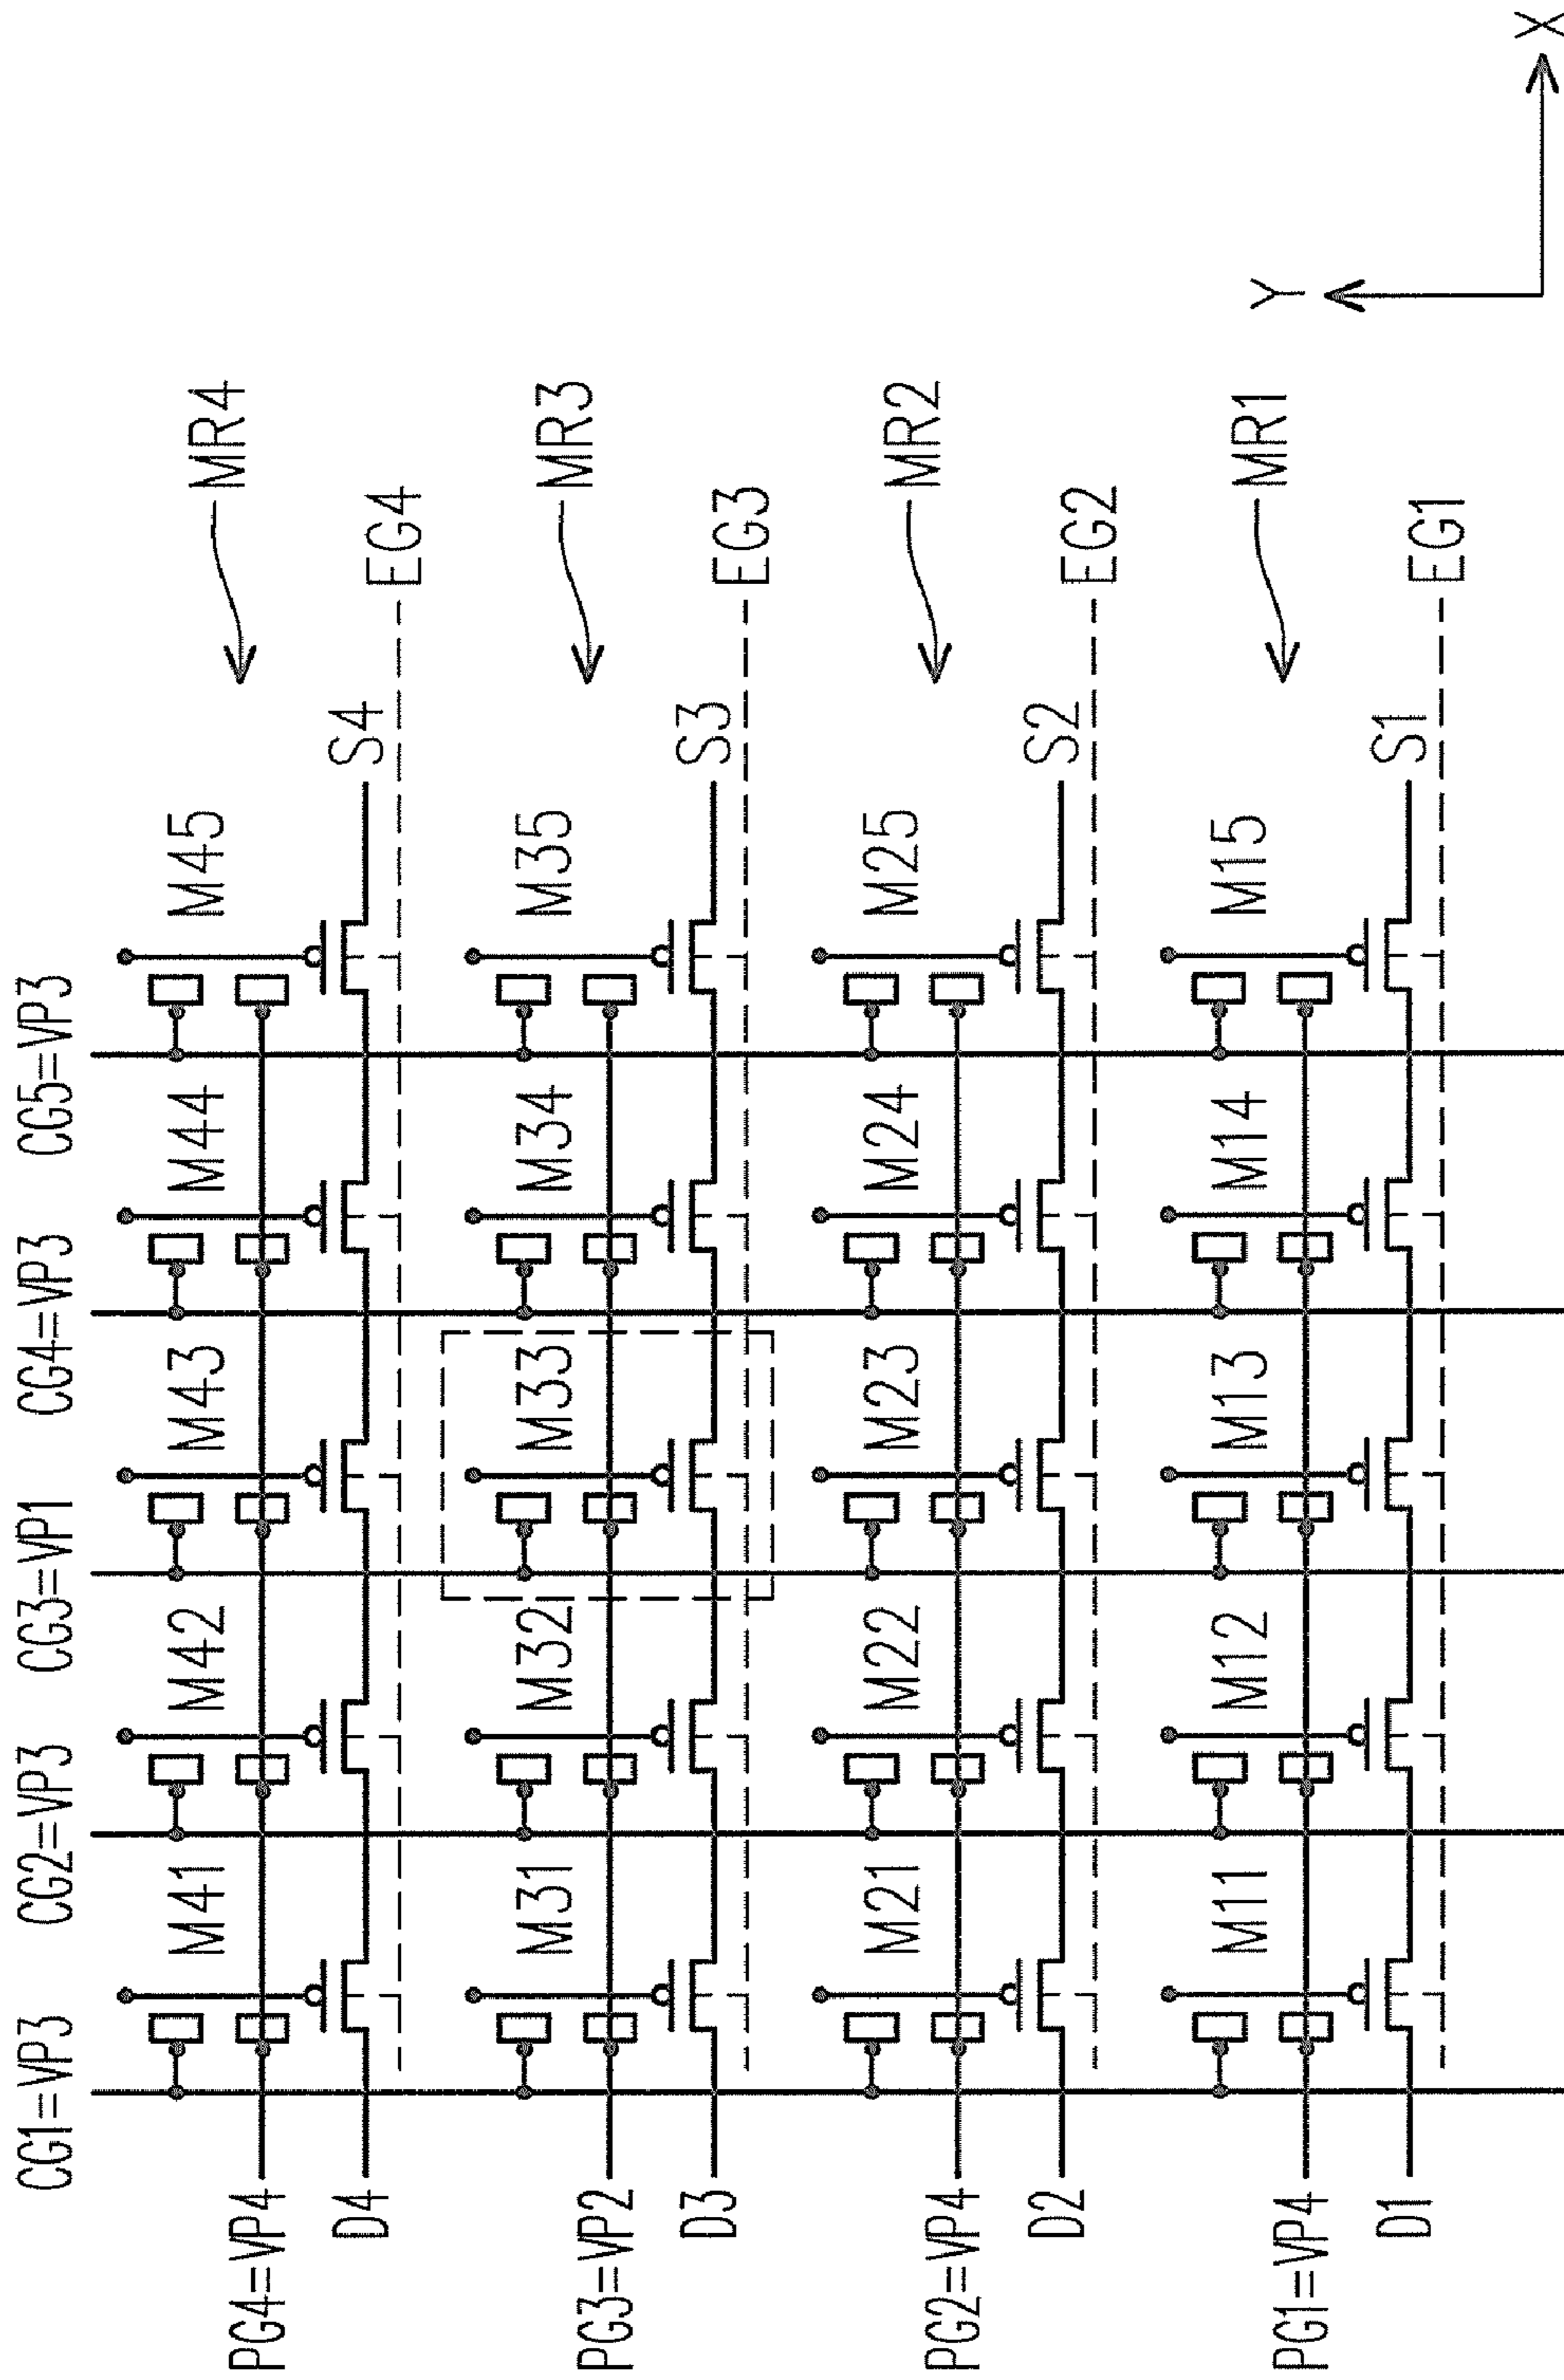 CG1=VP3 CG2=VP3 CG3=VP1 CG4=VP3 CG5=VP3
M41 M42 M43 M44 M45
MR4
PG4=VP4
D4
S4
EG4
M31 M32 M33 M34 M35
MR3
PG3=VP2
D3
S3
EG3
M21 M22 M23 M24 M25
MR2
PG2=VP4
D2
S2
EG2
M11 M12 M13 M14 M15
MR1
PG1=VP4
D1
S1
EG1
Y
X